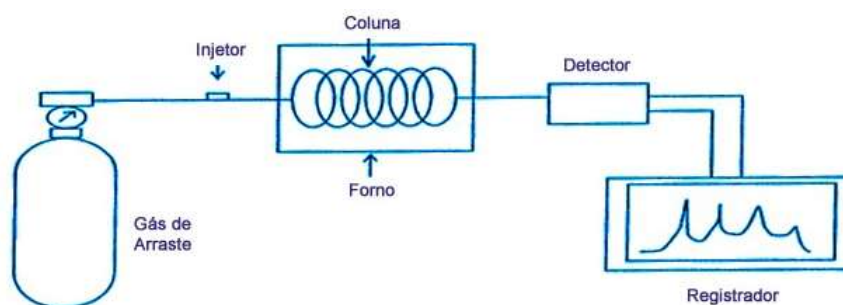 Injetor
Coluna
Detector
Forno
Gás de
Arraste
Registrador